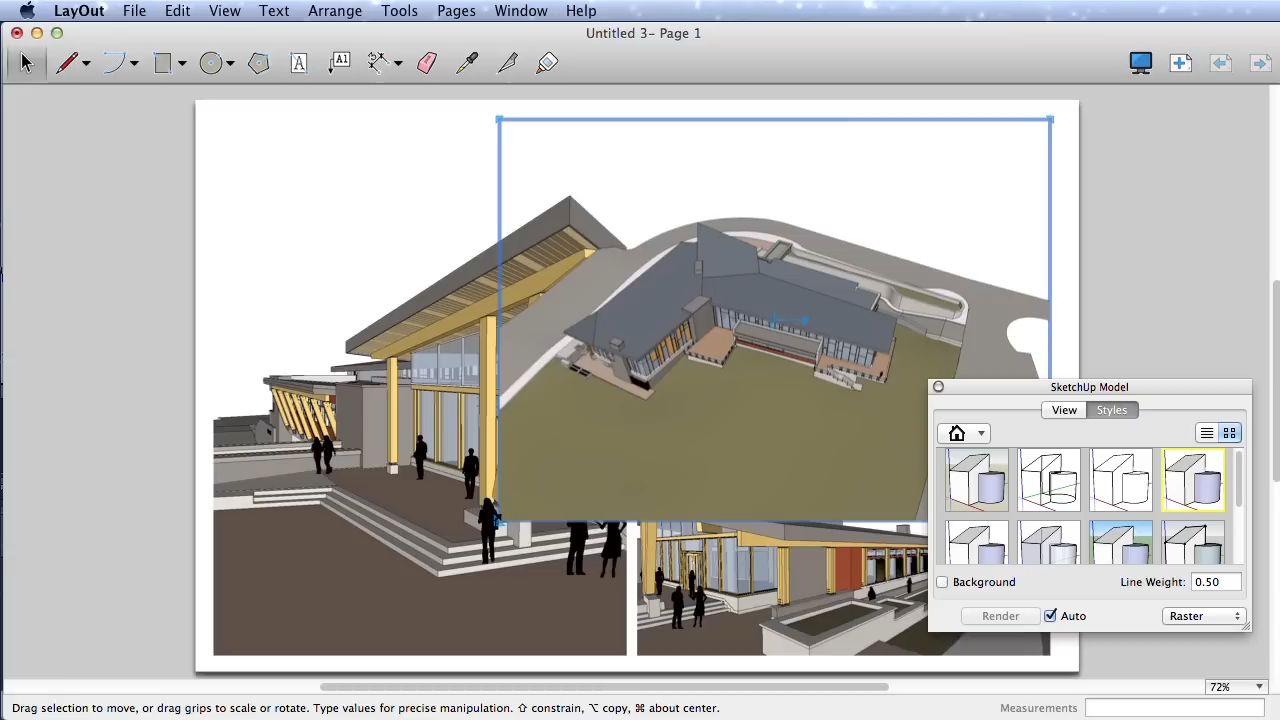 LayOut File Edit View Text Arrange Tools Pages Window Help
Untitled 3- Page 1
A A1
SketchUp Model
View Styles
Background Line Weight: 0.50
Render Auto Raster
72%
Drag selection to move, or drag grips to scale or rotate. Type values for precise manipulation. ⇧ constrain, ⌥ copy, ⌘ about center. Measurements